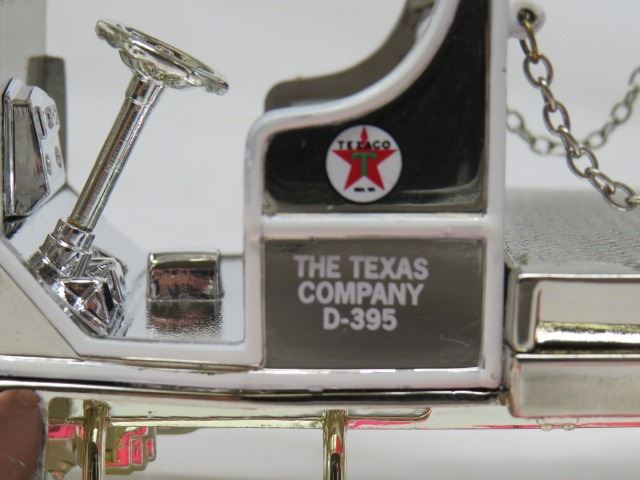 TEXACO
T
THE TEXAS
COMPANY
D-395